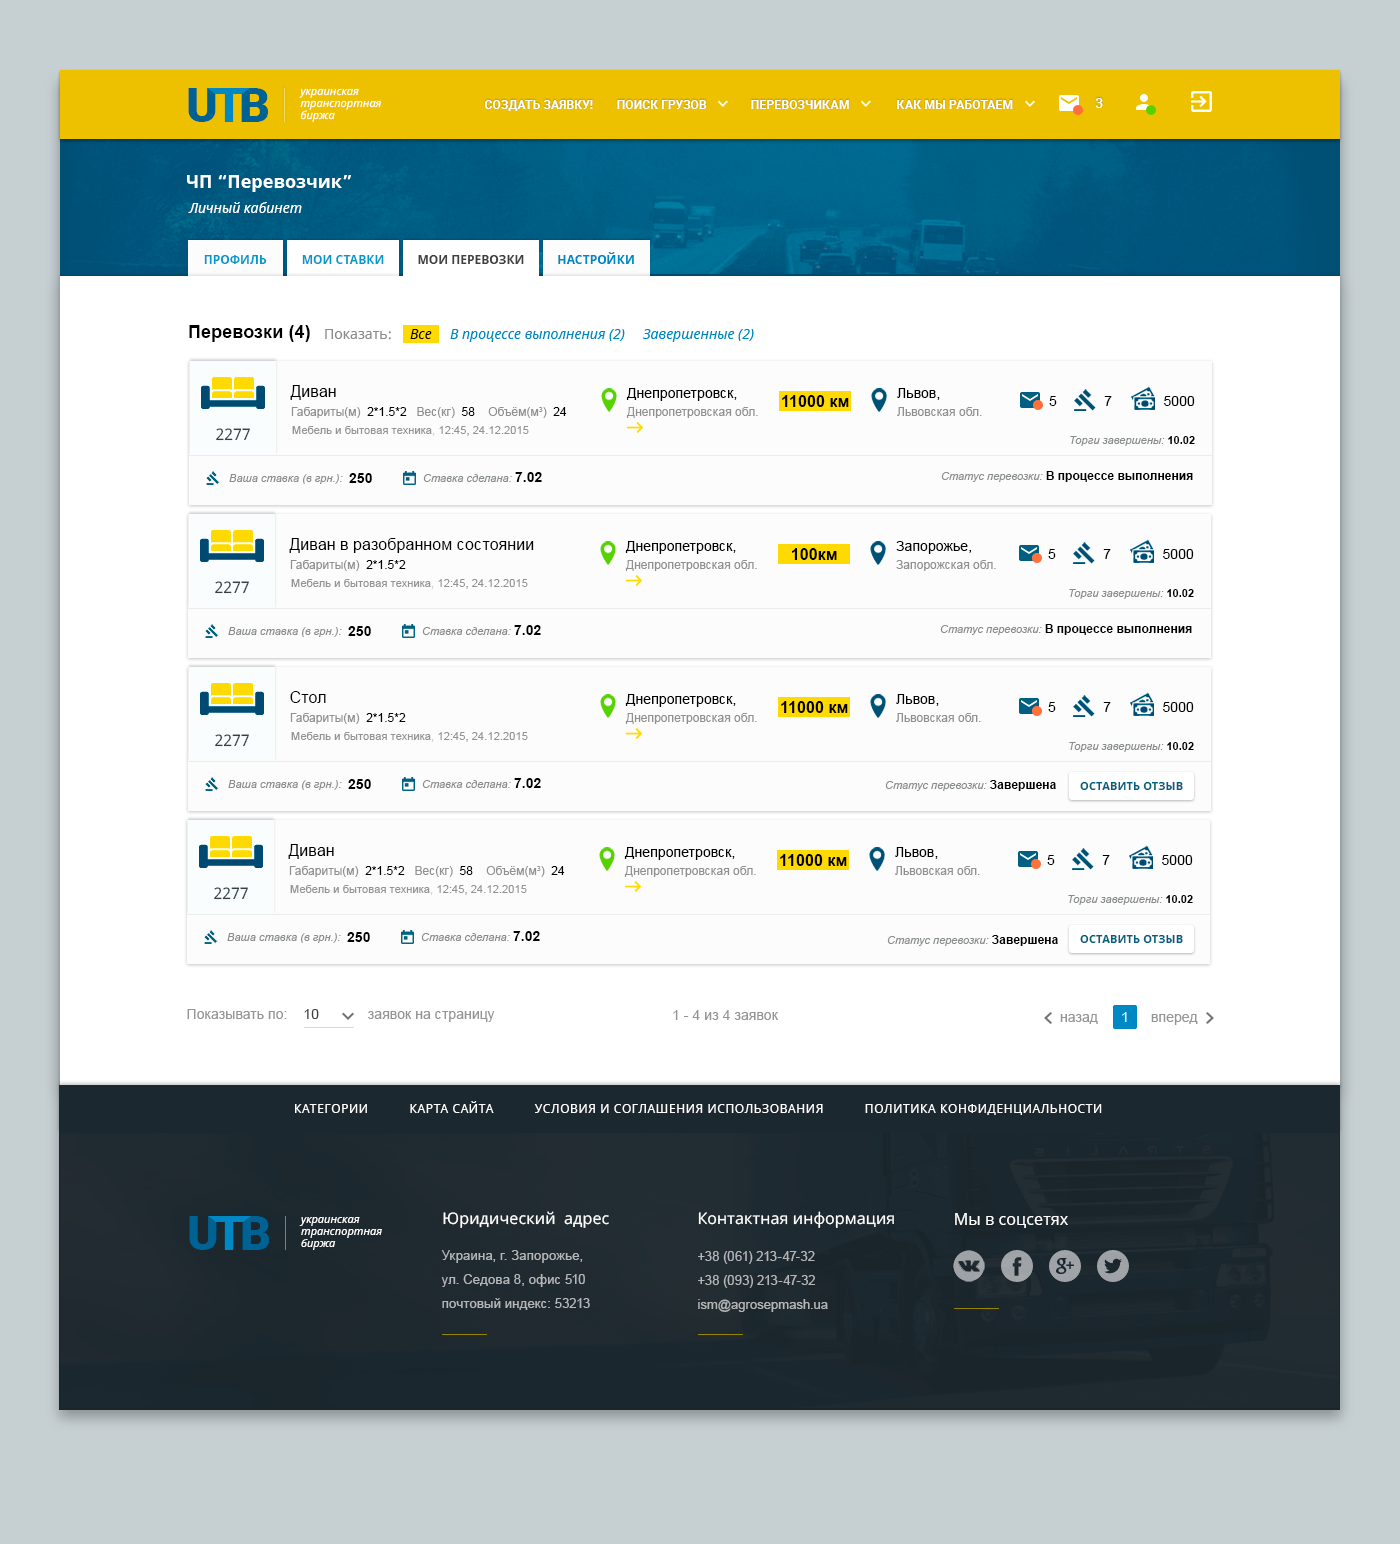 UTB
украинская
транспортная
биржа
СОЗДАТЬ ЗАЯВКУ! ПОИСК ГРУЗОВ ПЕРЕВОЗЧИКАМ КАК МЫ РАБОТАЕМ 3
ЧП “Перевозчик”
Личный кабинет
ПРОФИЛЬ МОИ СТАВКИ МОИ ПЕРЕВОЗКИ НАСТРОЙКИ
Перевозки (4) Показать: Все В процессе выполнения (2) Завершенные (2)
Диван
Габариты(м) 2*1.5*2 Вес(кг) 58 Объём(м³) 24
Мебель и бытовая техника, 12:45, 24.12.2015
2277
Днепропетровск,
Днепропетровская обл.
11000 км
Львов,
Львовская обл.
5 7 5000
Торги завершены: 10.02
Ваша ставка (в грн.): 250 Ставка сделана: 7.02 Статус перевозки: В процессе выполнения
Диван в разобранном состоянии
Габариты(м) 2*1.5*2
Мебель и бытовая техника, 12:45, 24.12.2015
2277
Днепропетровск,
Днепропетровская обл.
100км
Запорожье,
Запорожская обл.
5 7 5000
Торги завершены: 10.02
Ваша ставка (в грн.): 250 Ставка сделана: 7.02 Статус перевозки: В процессе выполнения
Стол
Габариты(м) 2*1.5*2
Мебель и бытовая техника, 12:45, 24.12.2015
2277
Днепропетровск,
Днепропетровская обл.
11000 км
Львов,
Львовская обл.
5 7 5000
Торги завершены: 10.02
Ваша ставка (в грн.): 250 Ставка сделана: 7.02 Статус перевозки: Завершена ОСТАВИТЬ ОТЗЫВ
Диван
Габариты(м) 2*1.5*2 Вес(кг) 58 Объём(м³) 24
Мебель и бытовая техника, 12:45, 24.12.2015
2277
Днепропетровск,
Днепропетровская обл.
11000 км
Львов,
Львовская обл.
5 7 5000
Торги завершены: 10.02
Ваша ставка (в грн.): 250 Ставка сделана: 7.02 Статус перевозки: Завершена ОСТАВИТЬ ОТЗЫВ
Показывать по: 10 заявок на страницу 1 - 4 из 4 заявок назад 1 вперед
КАТЕГОРИИ КАРТА САЙТА УСЛОВИЯ И СОГЛАШЕНИЯ ИСПОЛЬЗОВАНИЯ ПОЛИТИКА КОНФИДЕНЦИАЛЬНОСТИ
UTB
украинская
транспортная
биржа
Юридический адрес
Украина, г. Запорожье,
ул. Седова 8, офис 510
почтовый индекс: 53213
Контактная информация
+38 (061) 213-47-32
+38 (093) 213-47-32
ism@agrosepmash.ua
Мы в соцсетях